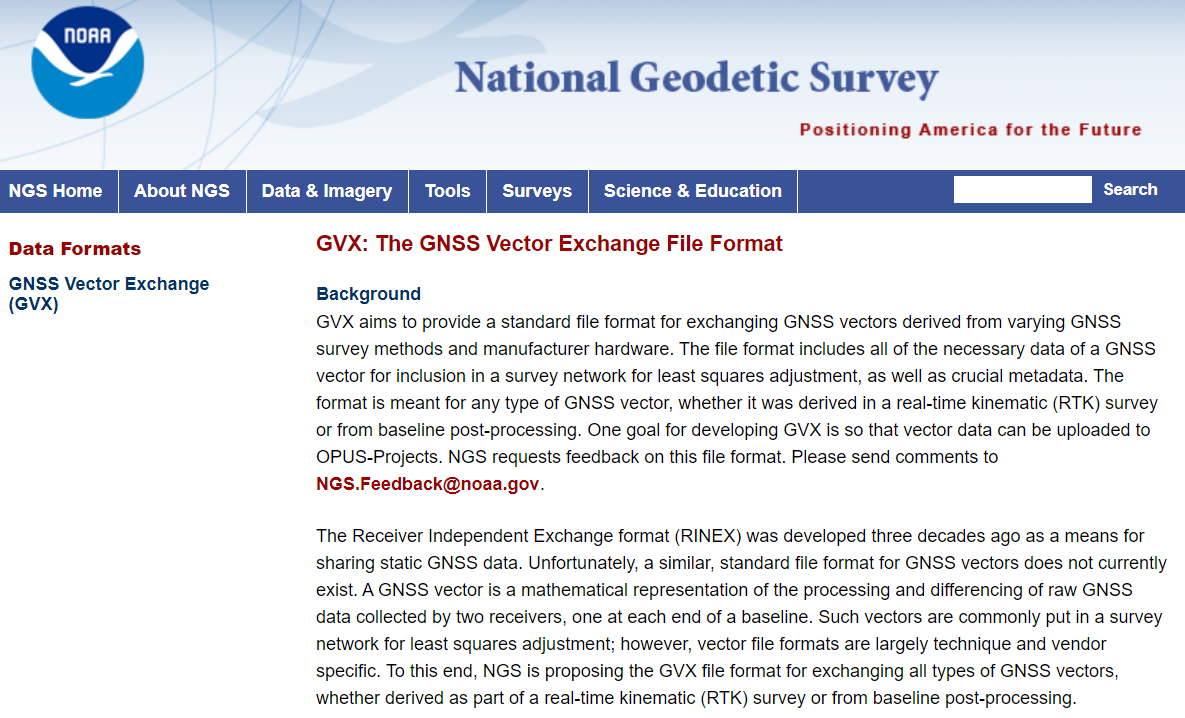 NOAA
National Geodetic Survey
Positioning America for the Future
NGS Home About NGS Data & Imagery Tools Surveys Science & Education Search
Data Formats
GNSS Vector Exchange
(GVX)
GVX: The GNSS Vector Exchange File Format
Background
GVX aims to provide a standard file format for exchanging GNSS vectors derived from varying GNSS
survey methods and manufacturer hardware. The file format includes all of the necessary data of a GNSS
vector for inclusion in a survey network for least squares adjustment, as well as crucial metadata. The
format is meant for any type of GNSS vector, whether it was derived in a real-time kinematic (RTK) survey
or from baseline post-processing. One goal for developing GVX is so that vector data can be uploaded to
OPUS-Projects. NGS requests feedback on this file format. Please send comments to
NGS.Feedback@noaa.gov.
The Receiver Independent Exchange format (RINEX) was developed three decades ago as a means for
sharing static GNSS data. Unfortunately, a similar, standard file format for GNSS vectors does not currently
exist. A GNSS vector is a mathematical representation of the processing and differencing of raw GNSS
data collected by two receivers, one at each end of a baseline. Such vectors are commonly put in a survey
network for least squares adjustment; however, vector file formats are largely technique and vendor
specific. To this end, NGS is proposing the GVX file format for exchanging all types of GNSS vectors,
whether derived as part of a real-time kinematic (RTK) survey or from baseline post-processing.